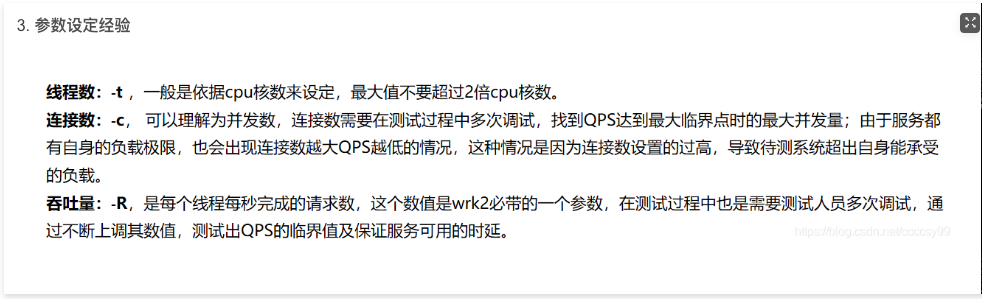 3. 参数设定经验
线程数：-t ，一般是依据cpu核数来设定，最大值不要超过2倍cpu核数。
连接数：-c， 可以理解为并发数，连接数需要在测试过程中多次调试，找到QPS达到最大临界点时的最大并发量；由于服务都
有自身的负载极限，也会出现连接数越大QPS越低的情况，这种情况是因为连接数设置的过高，导致待测系统超出自身能承受
的负载。
吞吐量：-R，是每个线程每秒完成的请求数，这个数值是wrk2必带的一个参数，在测试过程中也是需要测试人员多次调试，通
过不断上调其数值，测试出QPS的临界值及保证服务可用的时延。
https://blog.csdn.net/ccccsy99